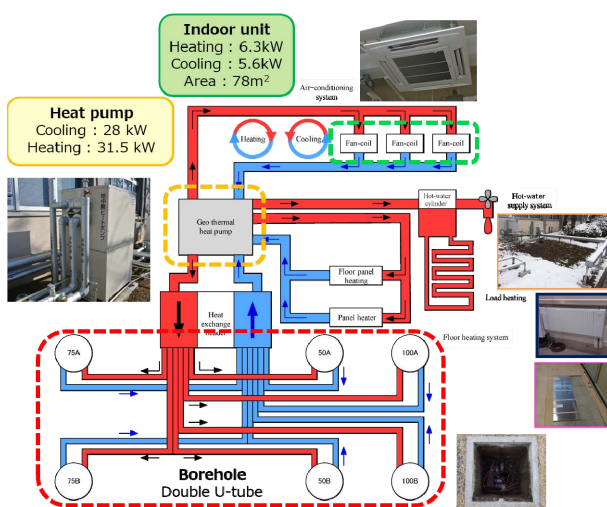 Indoor unit
Heating : 6.3kW
Cooling : 5.6kW
Area : 78m²
Air-conditioning
system
Heat pump
Cooling : 28 kW
Heating : 31.5 kW
Heating
Cooling
Fan-coil
Fan-coil
Fan-coil
Geo thermal
heat pump
Hot-water
cylinder
Hot-water
supply system
Floor panel
heating
Panel heater
Load heating
Heat
exchange
header
Floor heating system
75A
50A
100A
75B
50B
100B
Borehole
Double U-tube